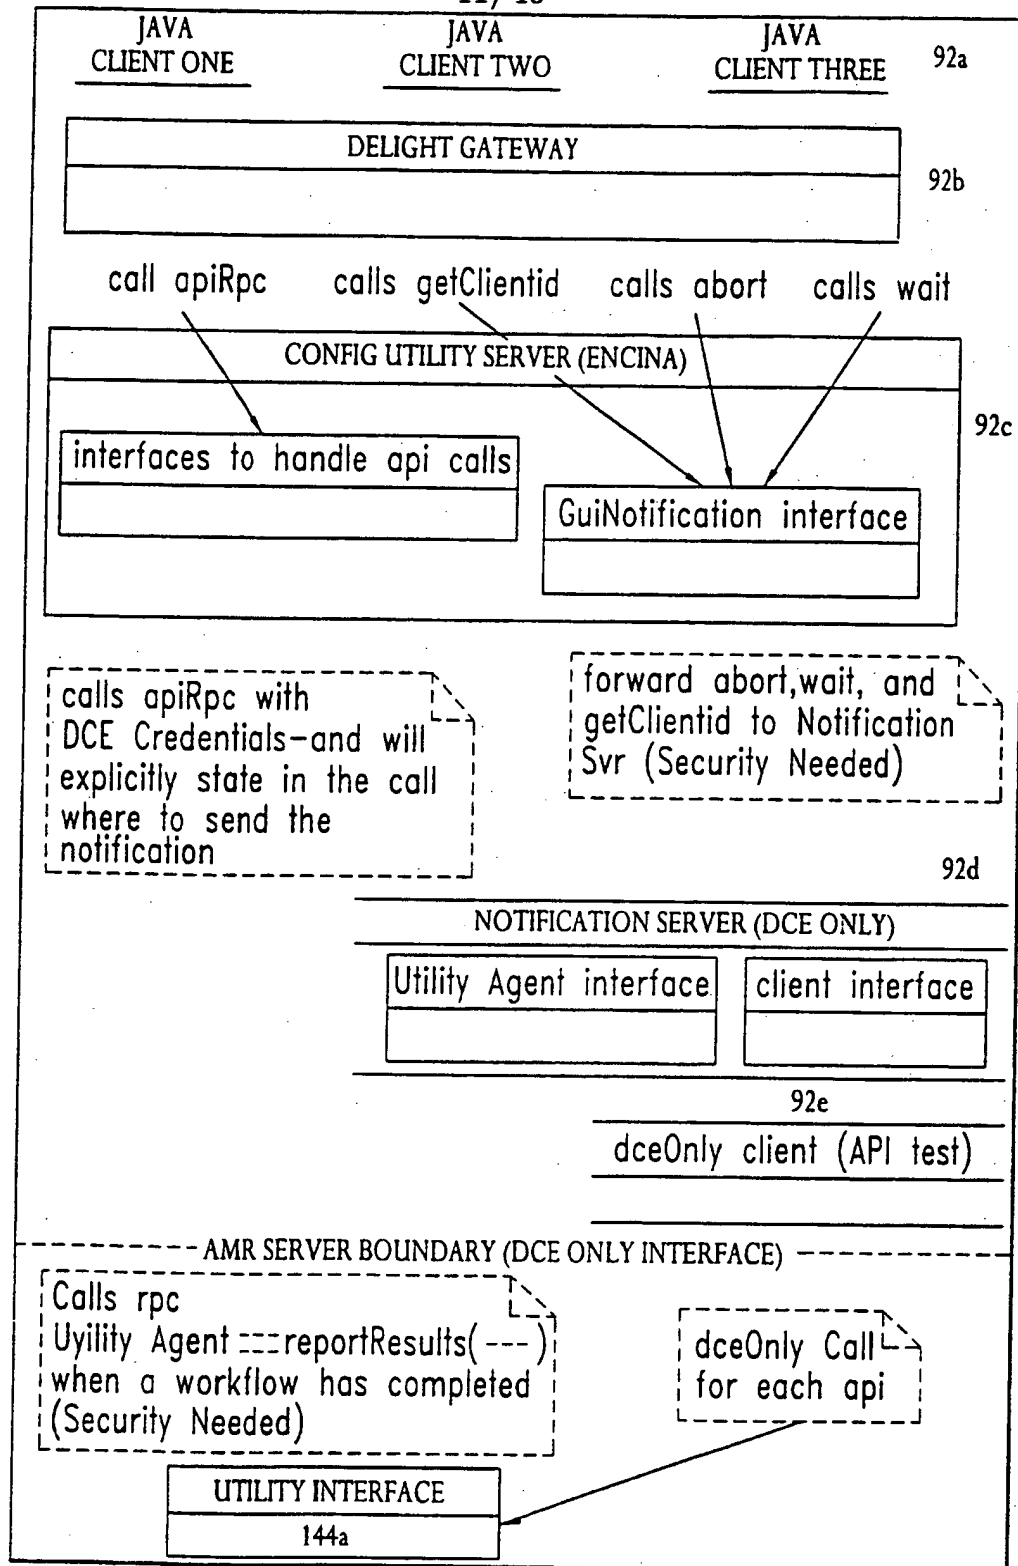 JAVA
CLIENT ONE
JAVA
CLIENT TWO
JAVA
CLIENT THREE
92a
DELIGHT GATEWAY
92b
call apiRpc
calls getClientid
calls abort
calls wait
CONFIG UTILITY SERVER (ENCINA)
92c
interfaces to handle api calls
GuiNotification interface
calls apiRpc with
DCE Credentials-and will
explicitly state in the call
where to send the
notification
forward abort,wait, and
getClientid to Notification
Svr (Security Needed)
92d
NOTIFICATION SERVER (DCE ONLY)
Utility Agent interface
client interface
92e
dceOnly client (API test)
AMR SERVER BOUNDARY (DCE ONLY INTERFACE)
Calls rpc
Uyility Agent :::reportResults( --- )
when a workflow has completed
(Security Needed)
dceOnly Call
for each api
UTILITY INTERFACE
144a